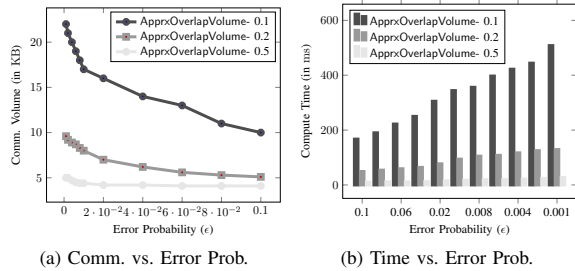 ApprxOverlapVolume- 0.1
ApprxOverlapVolume- 0.2
ApprxOverlapVolume- 0.5
Comm. Volume (in KB)
20
15
10
5
0 2·10⁻² 4·10⁻² 6·10⁻² 8·10⁻² 0.1
Error Probability (ϵ)
(a) Comm. vs. Error Prob.
ApprxOverlapVolume- 0.1
ApprxOverlapVolume- 0.2
ApprxOverlapVolume- 0.5
Compute Time (in ms)
600
400
200
0
0.1 0.06 0.02 0.008 0.004 0.001
Error Probability (ϵ)
(b) Time vs. Error Prob.